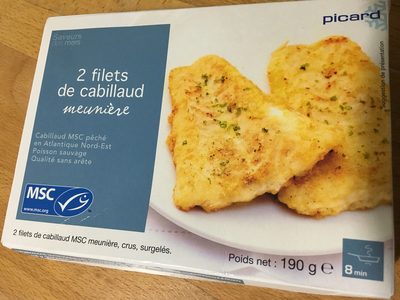 Saveurs
des mers
picard
2 filets
de cabillaud
meunière
Suggestion de présentation
Cabillaud MSC pêché
en Atlantique Nord-Est
Poisson sauvage
Qualité sans arête
MSC
www.msc.org
2 filets de cabillaud MSC meunière, crus, surgelés.
Poids net : 190 g e
8 min